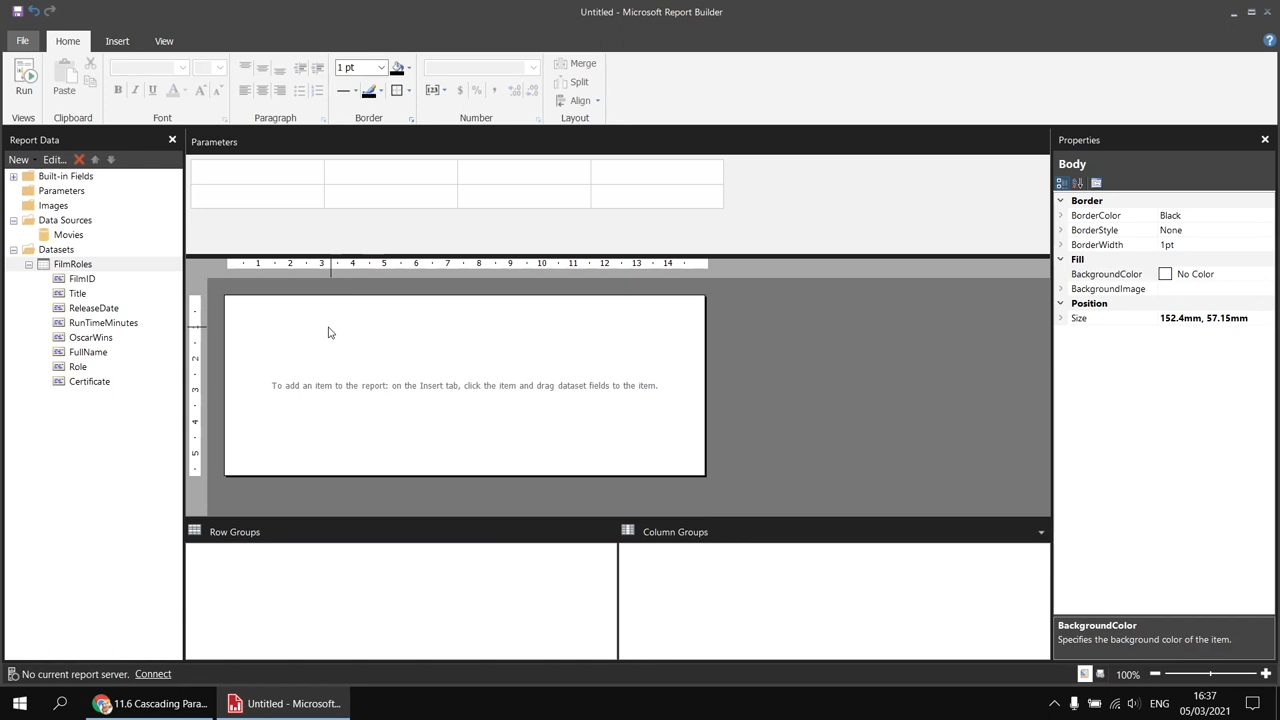 Untitled - Microsoft Report Builder
File Home Insert View
1 pt
Merge
Split
Align
Run Paste B I U A A A $ % ,
Views Clipboard Font Paragraph Border Number Layout
Report Data
New Edit...
Built-in Fields
Parameters
Images
Data Sources
Movies
Datasets
FilmRoles
FilmID
Title
ReleaseDate
RunTimeMinutes
OscarWins
FullName
Role
Certificate
Parameters
1 2 3 4 5 6 7 8 9 10 11 12 13 14
2
3
4
5
To add an item to the report: on the Insert tab, click the item and drag dataset fields to the item.
Row Groups Column Groups
Properties
Body
Border
BorderColor Black
BorderStyle None
BorderWidth 1pt
Fill
BackgroundColor No Color
BackgroundImage
Position
Size 152.4mm, 57.15mm
BackgroundColor
Specifies the background color of the item.
No current report server. Connect
100%
11.6 Cascading Para...
Untitled - Microsoft...
ENG
16:37
05/03/2021